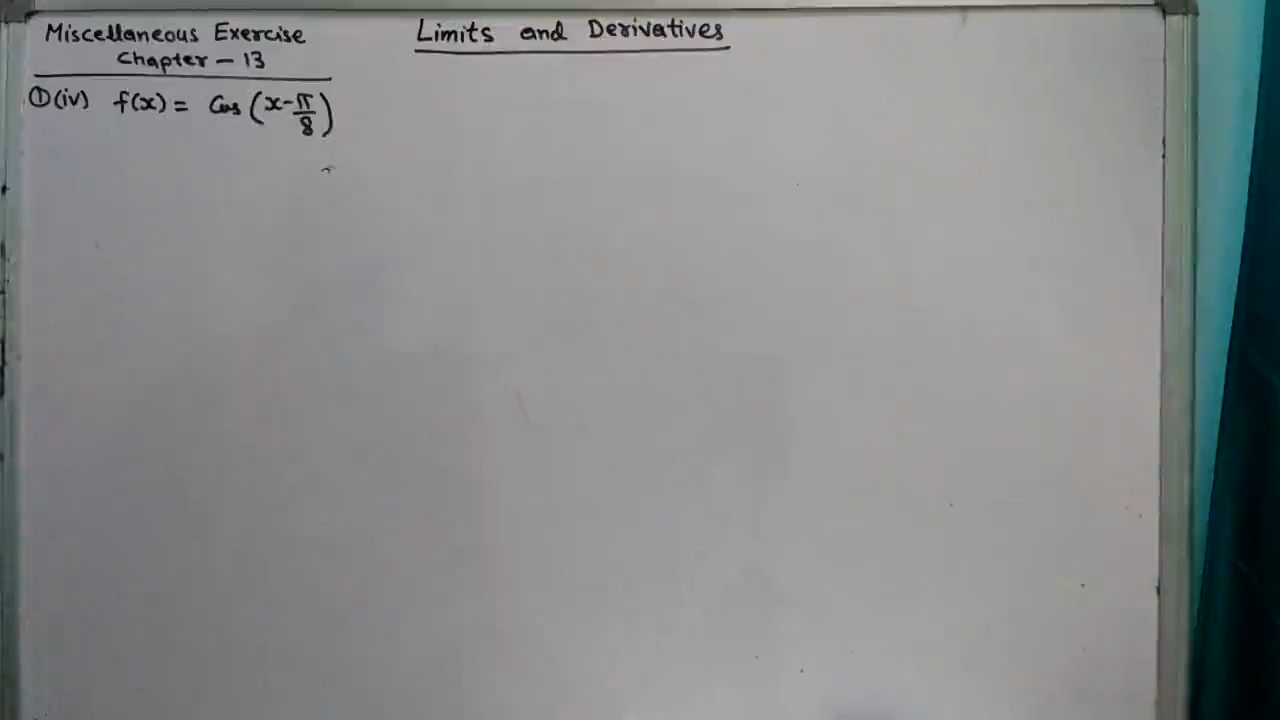 Miscellaneous Exercise
Chapter - 13
Limits and Derivatives
①(iv) f(x) = Cos (x - π/8)